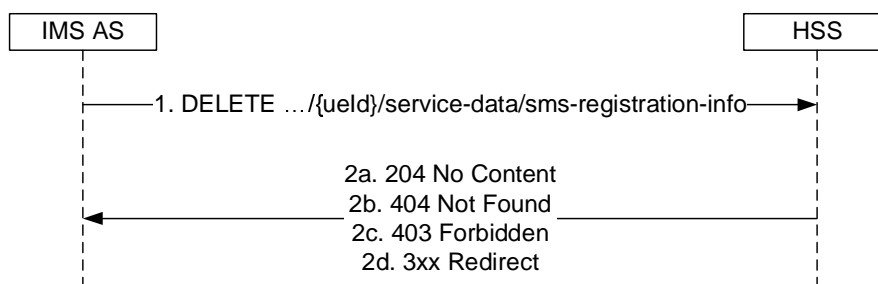 IMS AS
HSS
1. DELETE …/{ueId}/service-data/sms-registration-info
2a. 204 No Content
2b. 404 Not Found
2c. 403 Forbidden
2d. 3xx Redirect